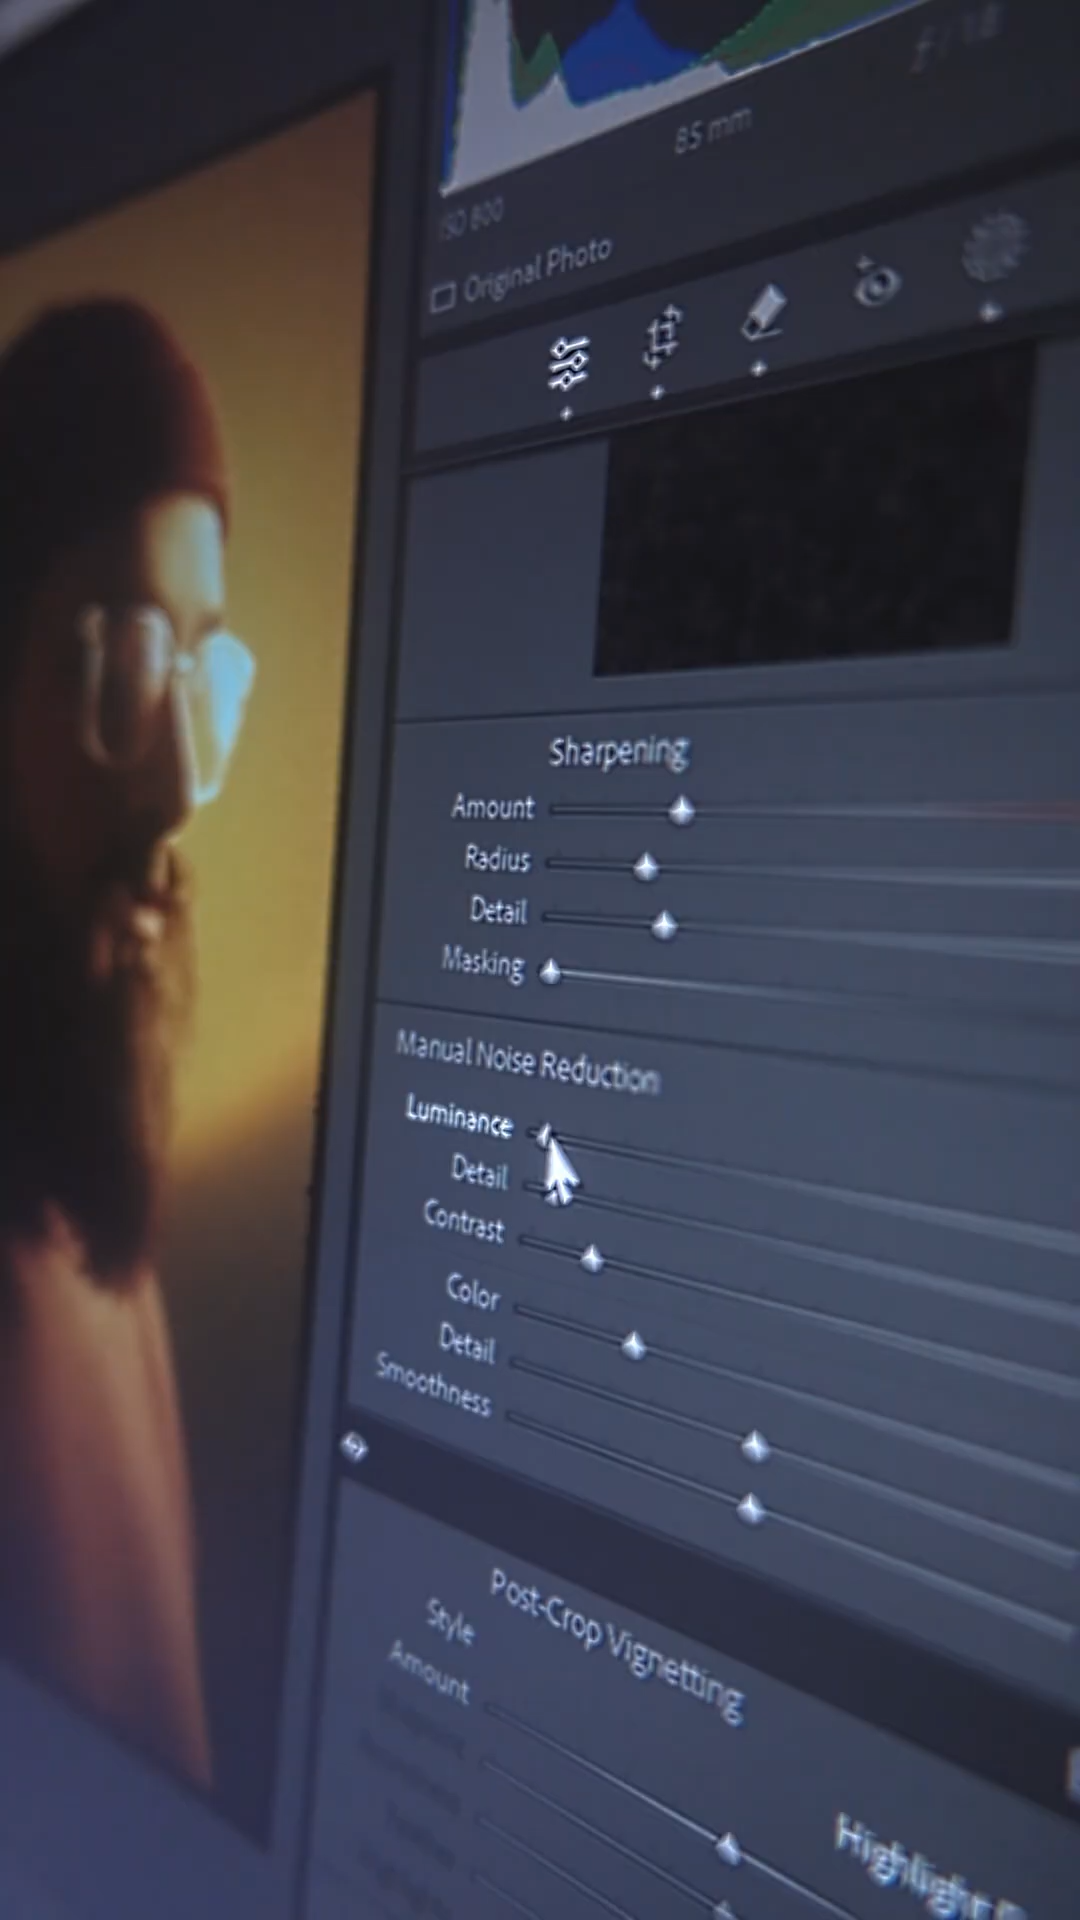 ISO 800
85 mm
Original Photo
Sharpening
Amount
Radius
Detail
Masking
Manual Noise Reduction
Luminance
Detail
Contrast
Color
Detail
Smoothness
Post-Crop Vignetting
Style
Amount